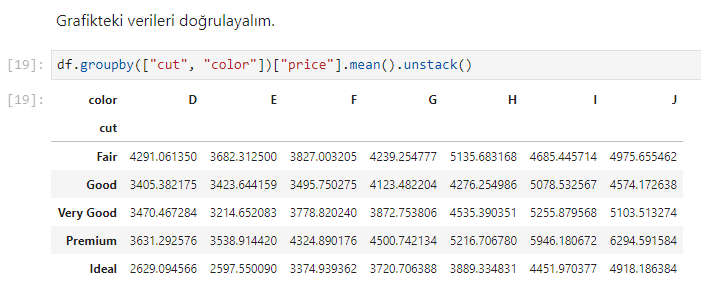 Grafikteki verileri doğrulayalım.
[19]: df.groupby(["cut", "color"])["price"].mean().unstack()
[19]: color D E F G H I J
cut
Fair 4291.061350 3682.312500 3827.003205 4239.254777 5135.683168 4685.445714 4975.655462
Good 3405.382175 3423.644159 3495.750275 4123.482204 4276.254986 5078.532567 4574.172638
Very Good 3470.467284 3214.652083 3778.820240 3872.753806 4535.390351 5255.879568 5103.513274
Premium 3631.292576 3538.914420 4324.890176 4500.742134 5216.706780 5946.180672 6294.591584
Ideal 2629.094566 2597.550090 3374.939362 3720.706388 3889.334831 4451.970377 4918.186384